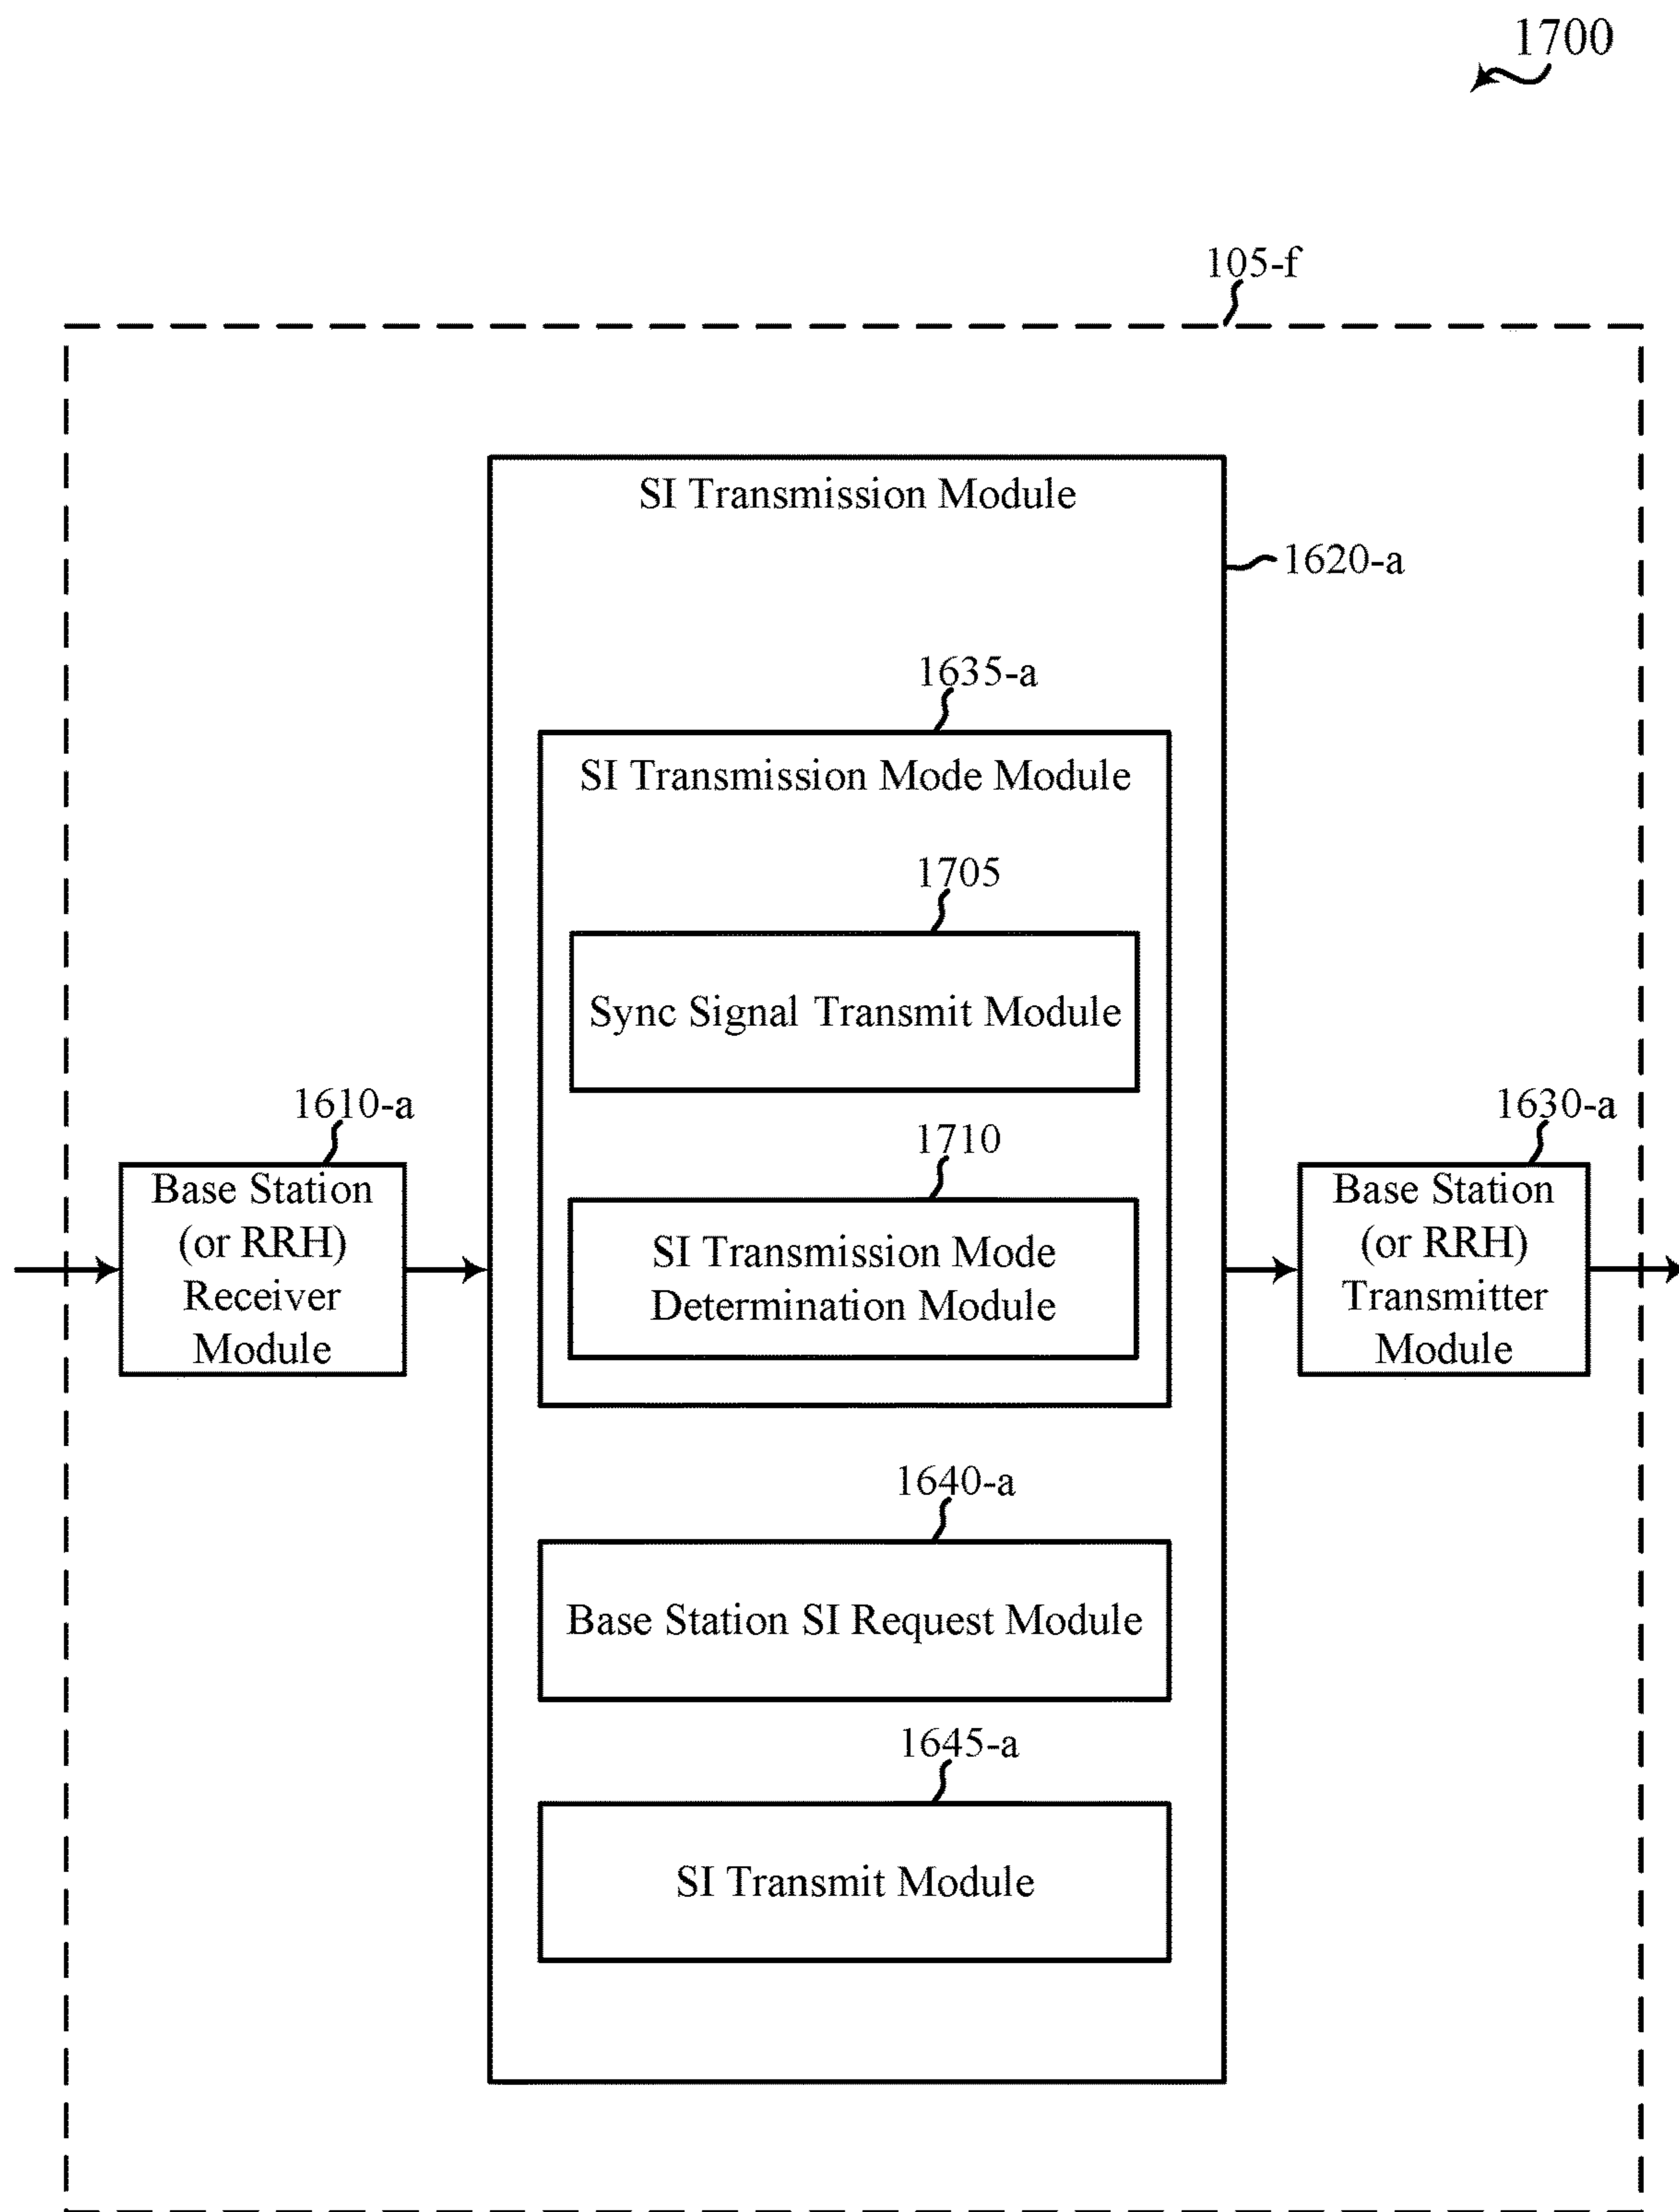 1700
105-f
SI Transmission Module
1620-a
1635-a
SI Transmission Mode Module
1705
Sync Signal Transmit Module
1610-a
Base Station
(or RRH)
Receiver
Module
1710
SI Transmission Mode
Determination Module
1630-a
Base Station
(or RRH)
Transmitter
Module
1640-a
Base Station SI Request Module
1645-a
SI Transmit Module